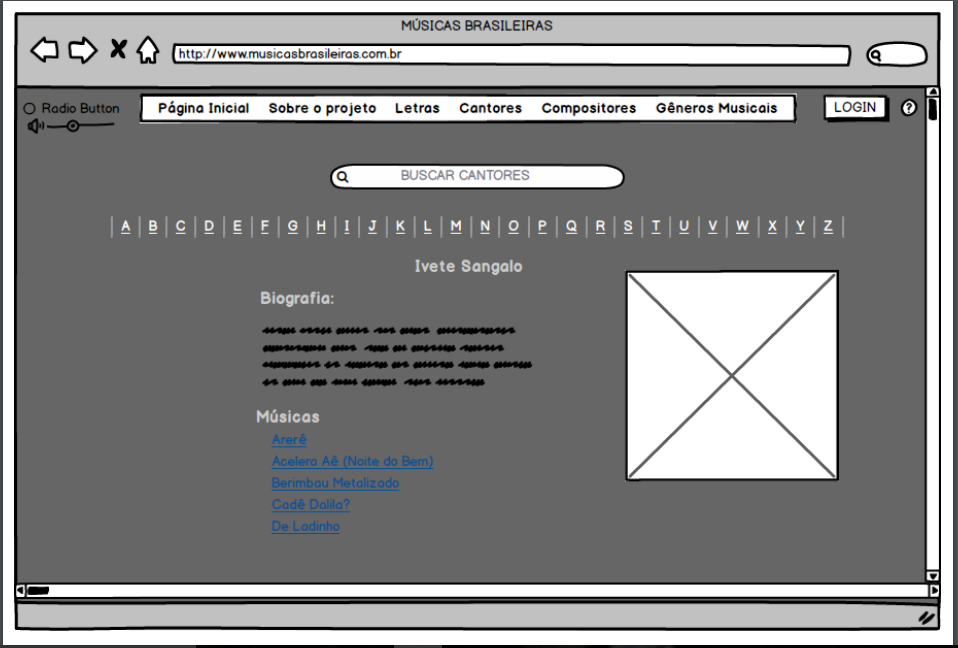 MÚSICAS BRASILEIRAS
http://www.musicasbrasileiras.com.br
Radio Button
Página Inicial Sobre o projeto Letras Cantores Compositores Gêneros Musicais
LOGIN
?
BUSCAR CANTORES
| A | B | C | D | E | F | G | H | I | J | K | L | M | N | O | P | Q | R | S | T | U | V | W | X | Y | Z |
Ivete Sangalo
Biografia:
Músicas
Arerê
Acelera Aê (Noite do Bem)
Berimbau Metalizado
Cadê Dalila?
De Ladinho